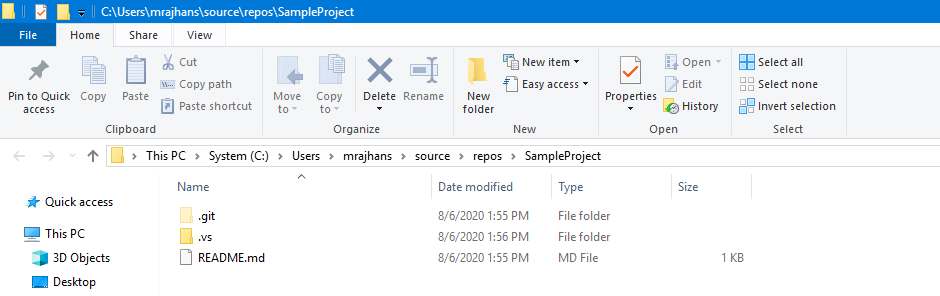 C:\Users\mrajhans\source\repos\SampleProject
File Home Share View
Pin to Quick access
Copy
Paste
Cut
Copy path
Paste shortcut
Clipboard
Move to
Copy to
Delete
Rename
Organize
New folder
New item
Easy access
New
Properties
Open
Edit
History
Open
Select all
Select none
Invert selection
Select
This PC > System (C:) > Users > mrajhans > source > repos > SampleProject
Quick access
This PC
3D Objects
Desktop
Name Date modified Type Size
.git 8/6/2020 1:55 PM File folder
.vs 8/6/2020 1:56 PM File folder
README.md 8/6/2020 1:55 PM MD File 1 KB